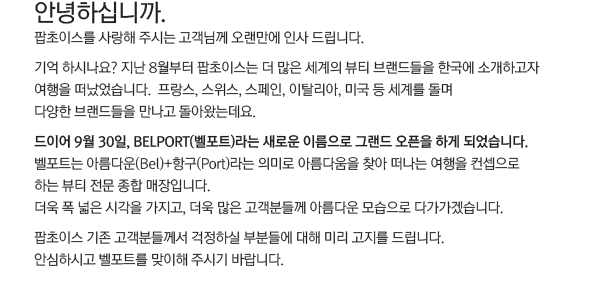 안녕하십니까.
팝초이스를 사랑해 주시는 고객님께 오랜만에 인사 드립니다.
기억 하시나요? 지난 8월부터 팝초이스는 더 많은 세계의 뷰티 브랜드들을 한국에 소개하고자
여행을 떠났었습니다. 프랑스, 스위스, 스페인, 이탈리아, 미국 등 세계를 돌며
다양한 브랜드들을 만나고 돌아왔는데요.
드이어 9월 30일, BELPORT(벨포트)라는 새로운 이름으로 그랜드 오픈을 하게 되었습니다.
벨포트는 아름다운(Bel)+항구(Port)라는 의미로 아름다움을 찾아 떠나는 여행을 컨셉으로
하는 뷰티 전문 종합 매장입니다.
더욱 폭 넓은 시각을 가지고, 더욱 많은 고객분들께 아름다운 모습으로 다가가겠습니다.
팝초이스 기존 고객분들께서 걱정하실 부분들에 대해 미리 고지를 드립니다.
안심하시고 벨포트를 맞이해 주시기 바랍니다.